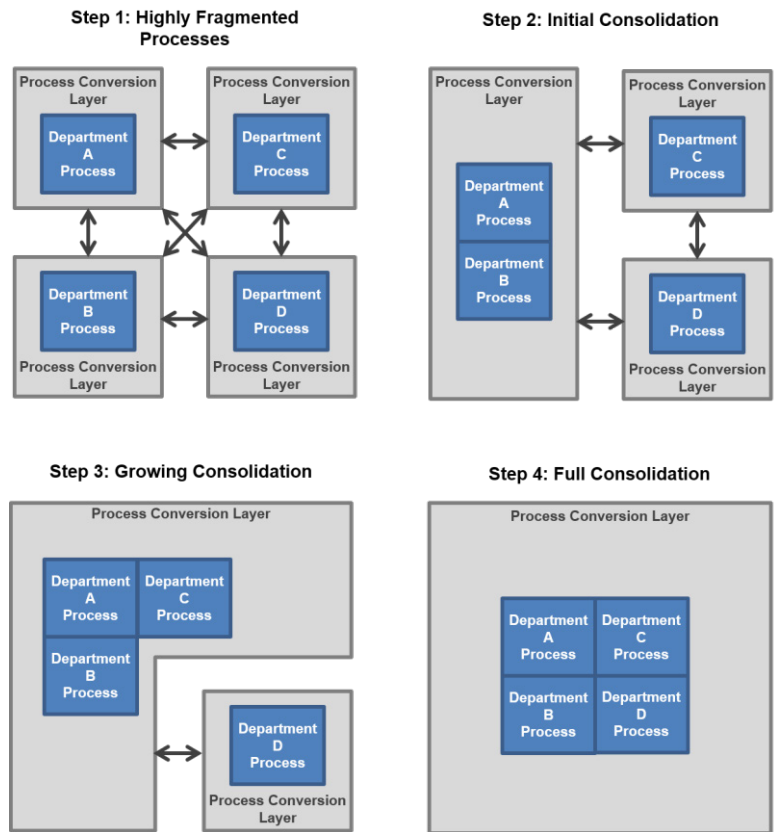 Step 1: Highly Fragmented
Processes
Process Conversion
Layer
Department
A
Process
Process Conversion
Layer
Department
C
Process
Department
B
Process
Process Conversion
Layer
Department
D
Process
Process Conversion
Layer
Step 2: Initial Consolidation
Process Conversion
Layer
Department
A
Process
Department
B
Process
Process Conversion
Layer
Department
C
Process
Department
D
Process
Process Conversion
Layer
Step 3: Growing Consolidation
Process Conversion Layer
Department
A
Process
Department
C
Process
Department
B
Process
Department
D
Process
Process Conversion
Layer
Step 4: Full Consolidation
Process Conversion Layer
Department
A
Process
Department
C
Process
Department
B
Process
Department
D
Process